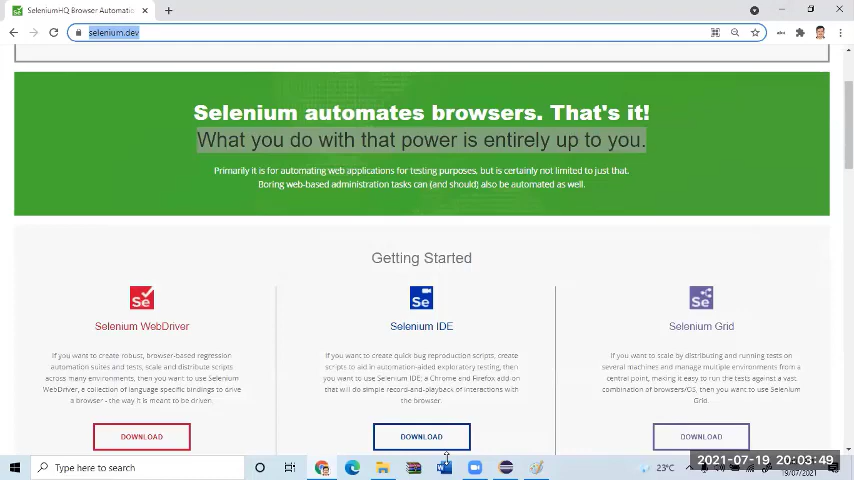 SeleniumHQ Browser Automatic
selenium.dev
Selenium automates browsers. That's it!
What you do with that power is entirely up to you.
Primarily it is for automating web applications for testing purposes, but is certainly not limited to just that.
Boring web-based administration tasks can (and should) also be automated as well.
Getting Started
Se
Selenium WebDriver
If you want to create robust, browser-based regression
automation suites and tests, scale and distribute scripts
across many environments, then you want to use Selenium
WebDriver, a collection of language specific bindings to drive
a browser - the way it is meant to be driven.
DOWNLOAD
Se
Selenium IDE
If you want to create quick bug reproduction scripts, create
scripts to aid in automation-aided exploratory testing, then
you want to use Selenium IDE; a Chrome and Firefox add-on
that will do simple record-and-playback of interactions with
the browser.
DOWNLOAD
Se
Selenium Grid
If you want to scale by distributing and running tests on
several machines and manage multiple environments from a
central point, making it easy to run the tests against a vast
combination of browsers/OS, then you want to use Selenium
Grid.
DOWNLOAD
Type here to search
23°C
2021-07-19 20:03:49